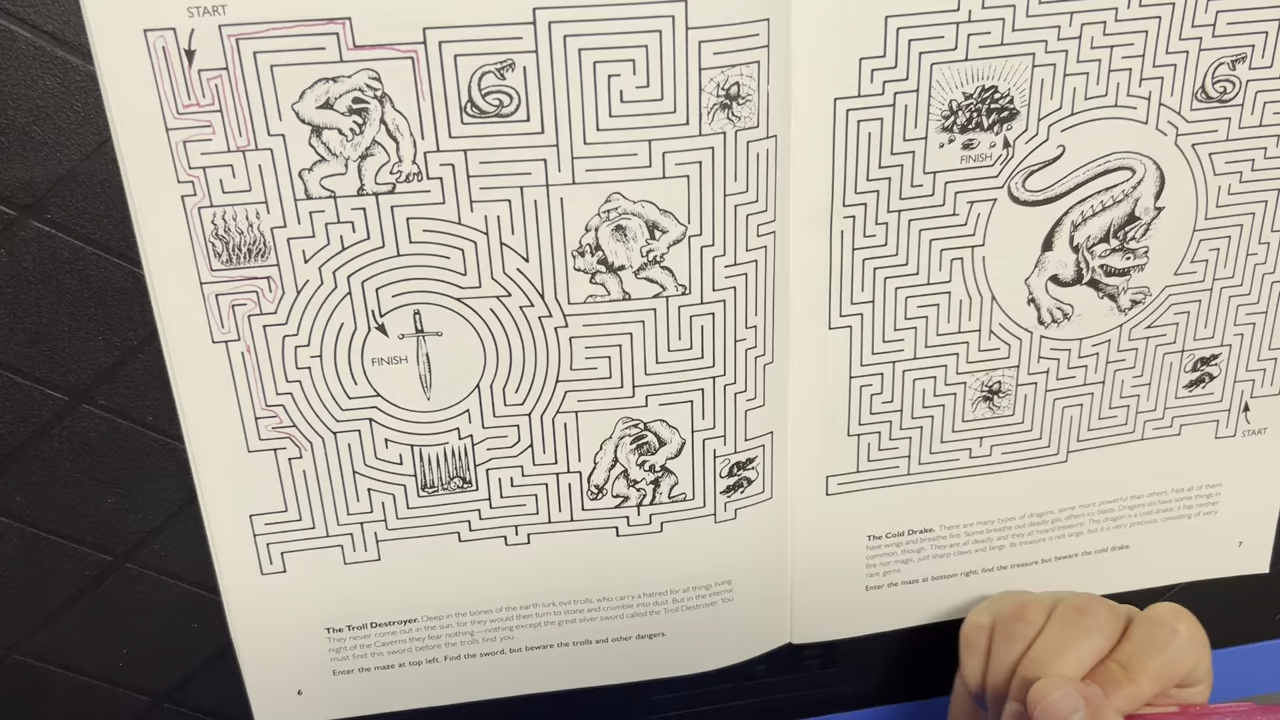 START
FINISH
The Troll Destroyer. Deep in the bones of the earth lurk evil trolls, who carry a hatred for all things living
They never come out in the sun, for they would then turn to stone and crumble into dust. But in the eternal
night of the Caverns they fear nothing—nothing except the great silver sword called the Troll Destroyer You
must find this sword before the trolls find you.
Enter the maze at top left. Find the sword, but beware the trolls and other dangers.
6
FINISH
START
The Cold Drake. There are many types of dragons, some more powerful than others. Not all of them
have wings and breathe fire. Some breathe out deadly gas, others icy blasts. Dragons do have some things in
common, though. They are all deadly and they all hoard treasure. This dragon is a cold drake; it has neither
fire nor magic, just sharp claws and fangs. Its treasure is not large, but it is very precious, consisting of very
rare gems.
Enter the maze at bottom right; find the treasure but beware the cold drake.
7